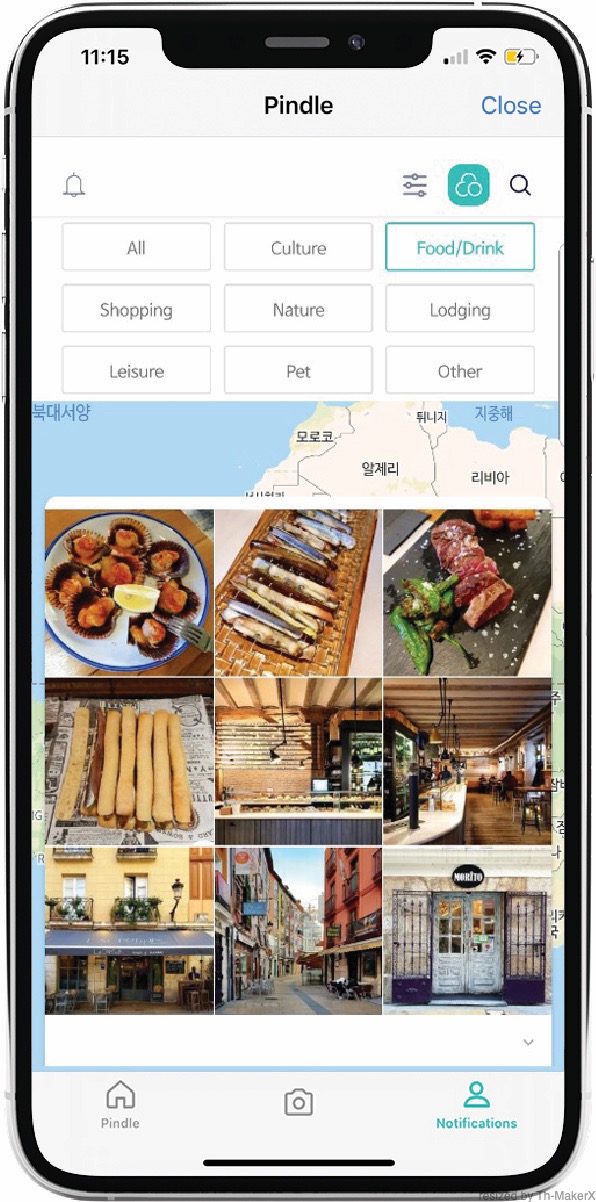 11:15
Pindle Close
All Culture Food/Drink
Shopping Nature Lodging
Leisure Pet Other
북대서양 튀니지 지중해
모로코
알제리
리비아
MORITO
Pindle Notifications
resized by Th-MakerX